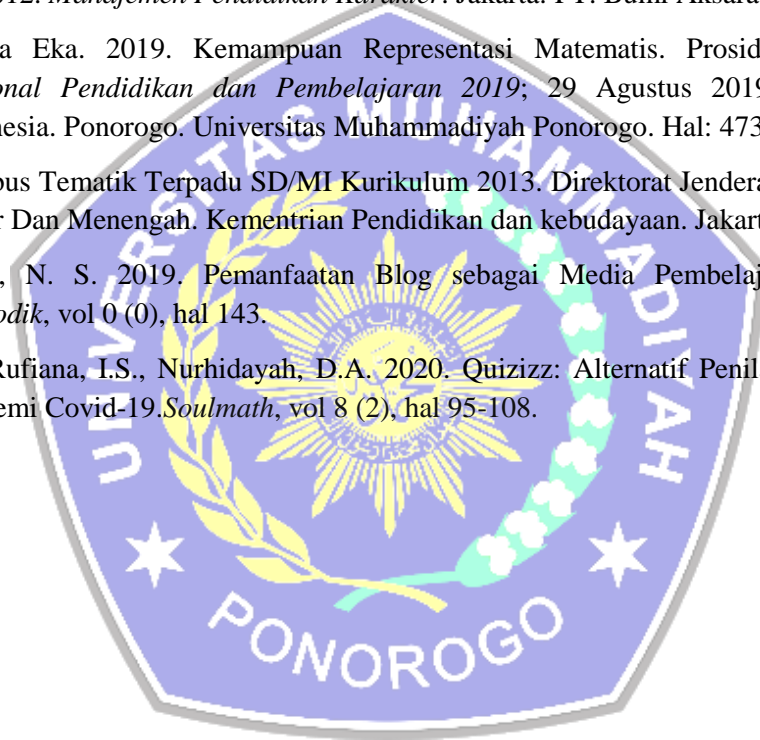 012. Manajemen Pendidikan Karakter. Jakarta: PT. Bumi Aksara
a Eka. 2019. Kemampuan Representasi Matematis. Prosid
onal Pendidikan dan Pembelajaran 2019; 29 Agustus 2019
nesia. Ponorogo. Universitas Muhammadiyah Ponorogo. Hal: 473
bus Tematik Terpadu SD/MI Kurikulum 2013. Direktorat Jendera
r Dan Menengah. Kementrian Pendidikan dan kebudayaan. Jakart
, N. S. 2019. Pemanfaatan Blog sebagai Media Pembelaj
odik, vol 0 (0), hal 143.
Rufiana, I.S., Nurhidayah, D.A. 2020. Quizizz: Alternatif Penil
emi Covid-19.Soulmath, vol 8 (2), hal 95-108.
UNIVERSITAS MUHAMMADIYAH
PONOROGO